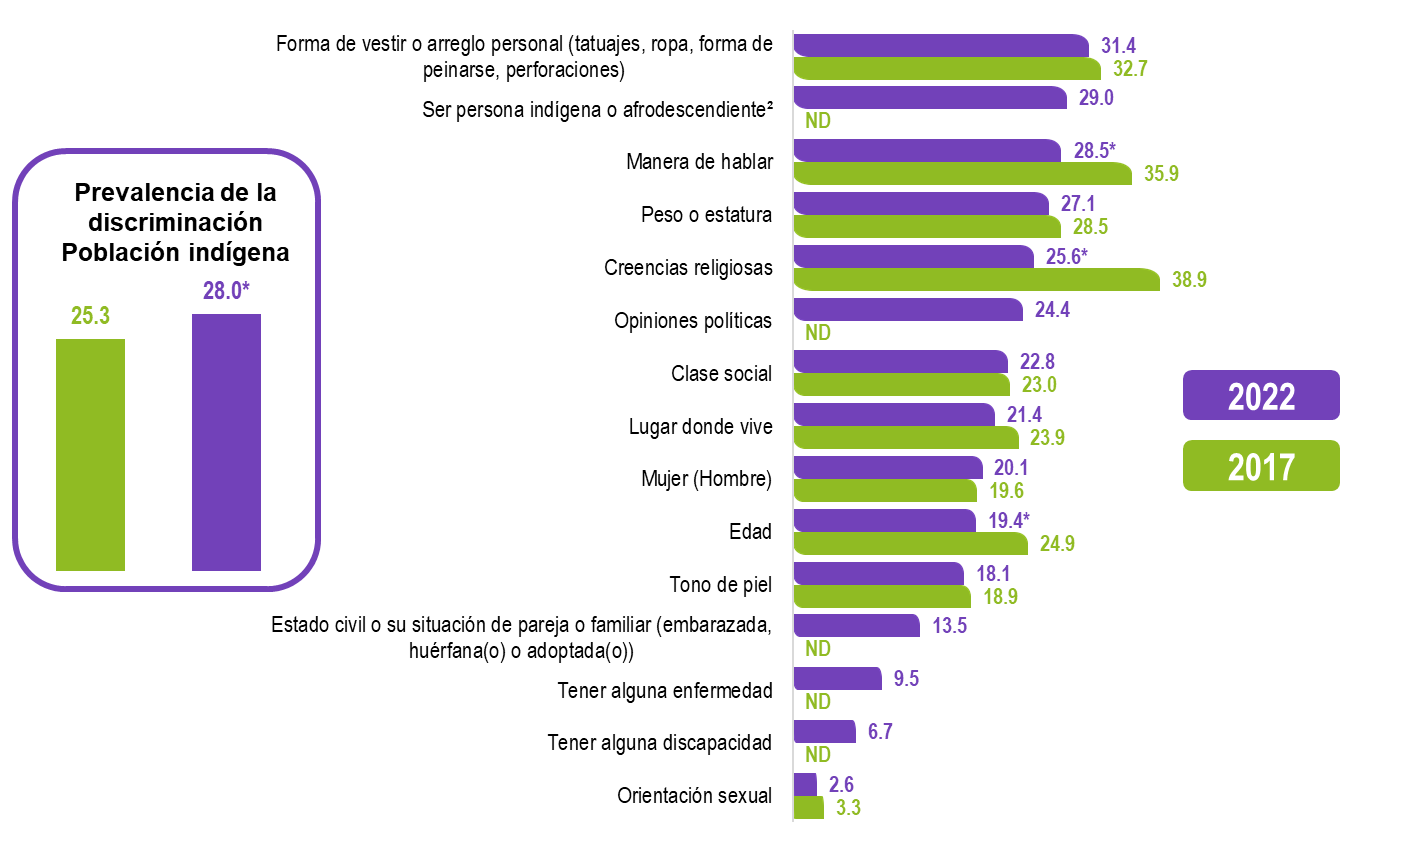 Prevalencia de la
discriminación
Población indígena
25.3
28.0*
Forma de vestir o arreglo personal (tatuajes, ropa, forma de
peinarse, perforaciones)
31.4
32.7
Ser persona indígena o afrodescendiente²
29.0
ND
Manera de hablar
28.5*
35.9
Peso o estatura
27.1
28.5
Creencias religiosas
25.6*
38.9
Opiniones políticas
24.4
ND
Clase social
22.8
23.0
Lugar donde vive
21.4
23.9
Mujer (Hombre)
20.1
19.6
Edad
19.4*
24.9
Tono de piel
18.1
18.9
Estado civil o su situación de pareja o familiar (embarazada,
huérfana(o) o adoptada(o))
13.5
ND
Tener alguna enfermedad
9.5
ND
Tener alguna discapacidad
6.7
ND
Orientación sexual
2.6
3.3
2022
2017